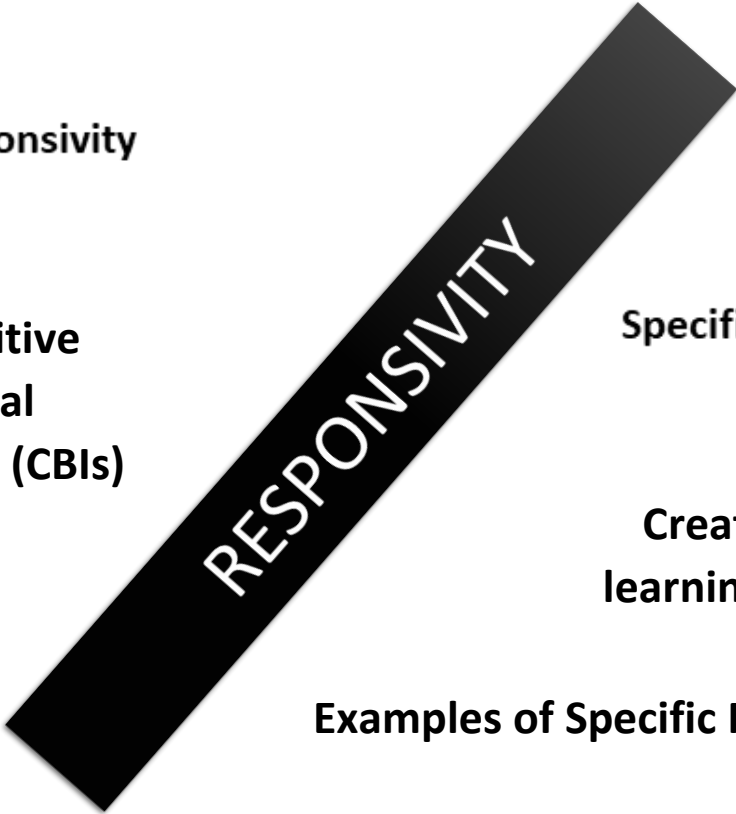 onsivity
RESPONSIVITY
itive
al
(CBIs)
Specifi
Creat
learnin
Examples of Specific